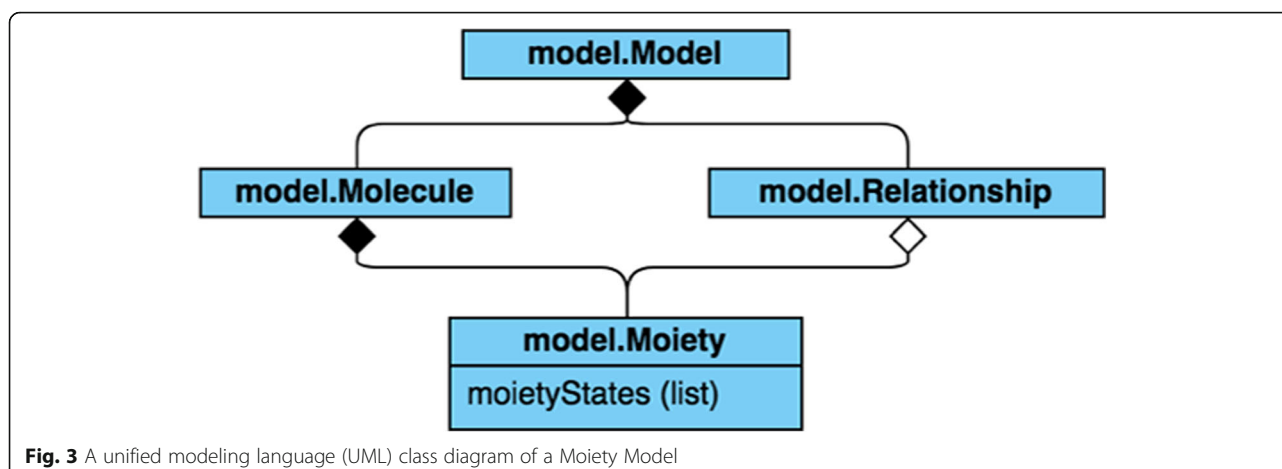 model.Model
model.Molecule
model.Relationship
model.Moiety
moietyStates (list)
Fig. 3 A unified modeling language (UML) class diagram of a Moiety Model